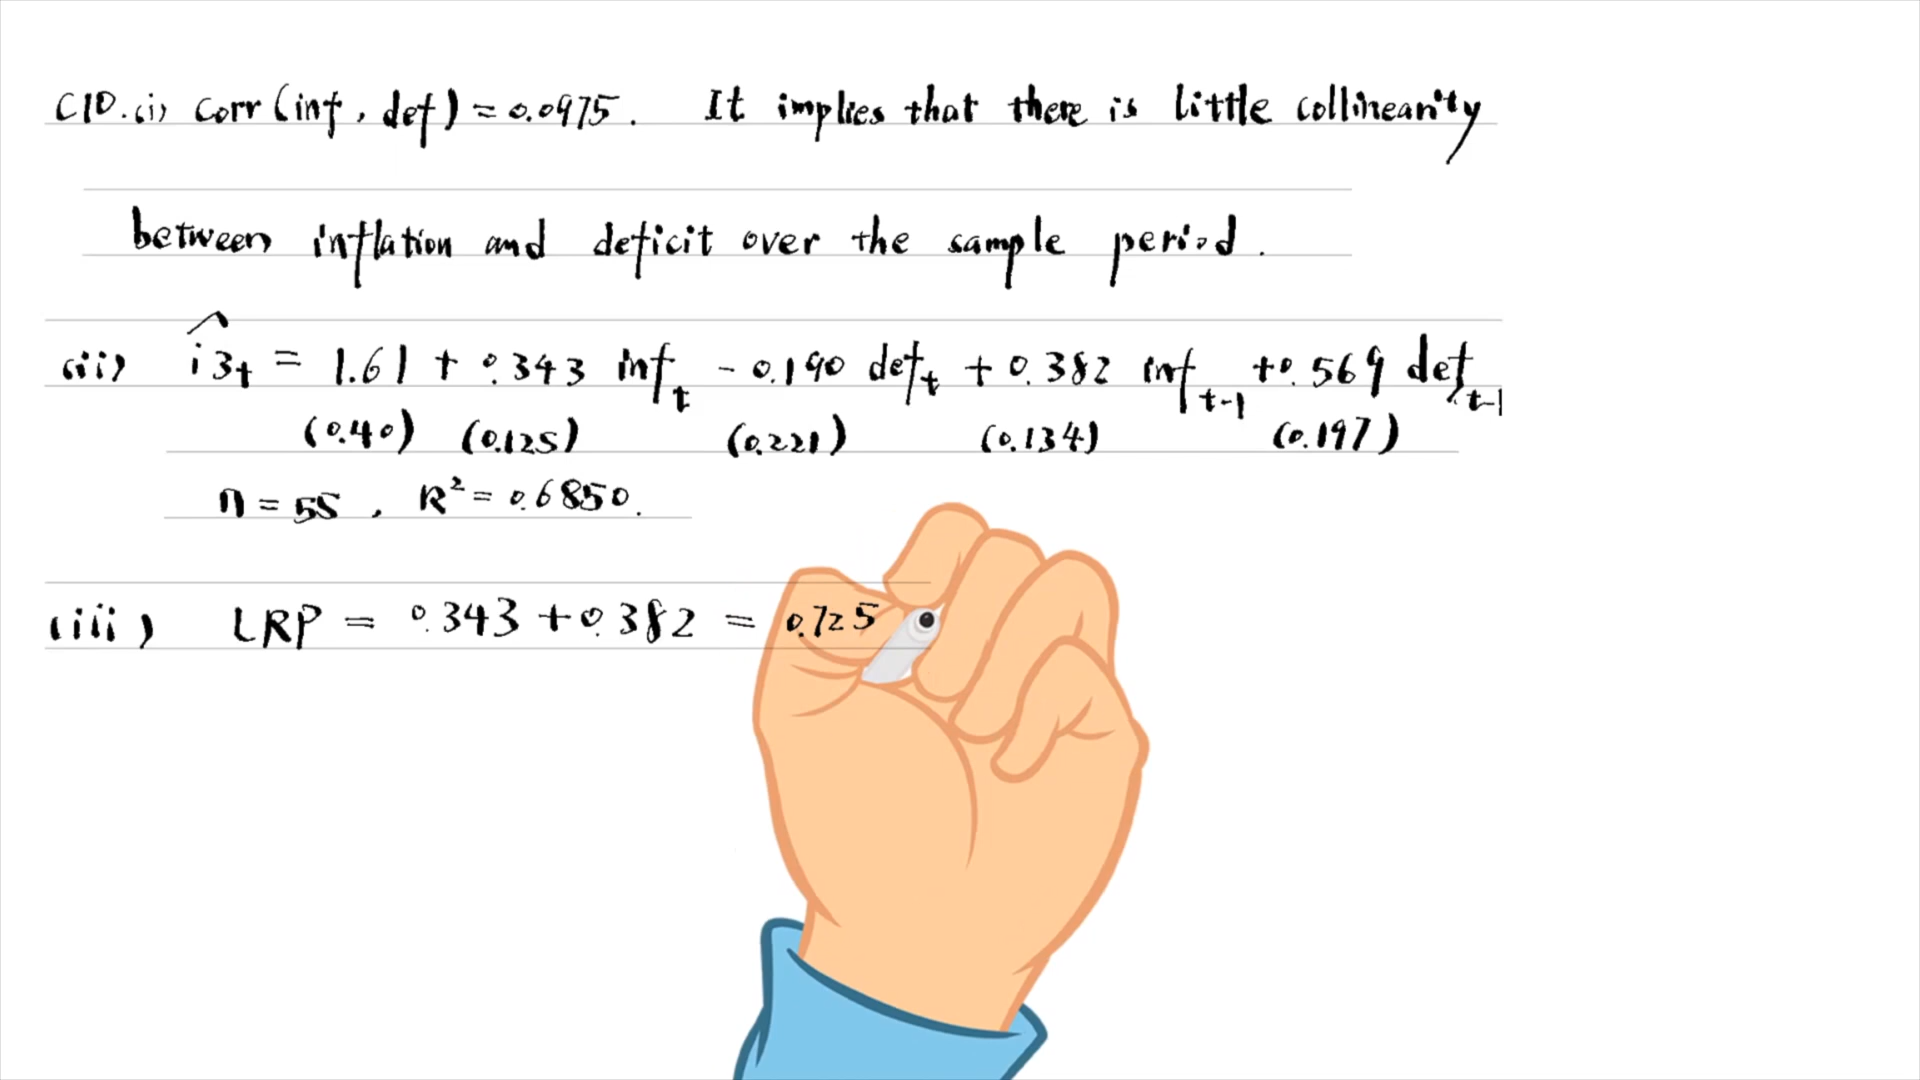 C10.(i) corr(inf, def) = 0.0975. It implies that there is little collinearity
between inflation and deficit over the sample period.
(ii) î3t = 1.61 + 0.343 inft - 0.190 deft + 0.382 inft-1 + 0.569 deft-1
(0.40) (0.125) (0.221) (0.134) (0.197)
n = 55, R² = 0.6850.
(iii) LRP = 0.343 + 0.382 = 0.725